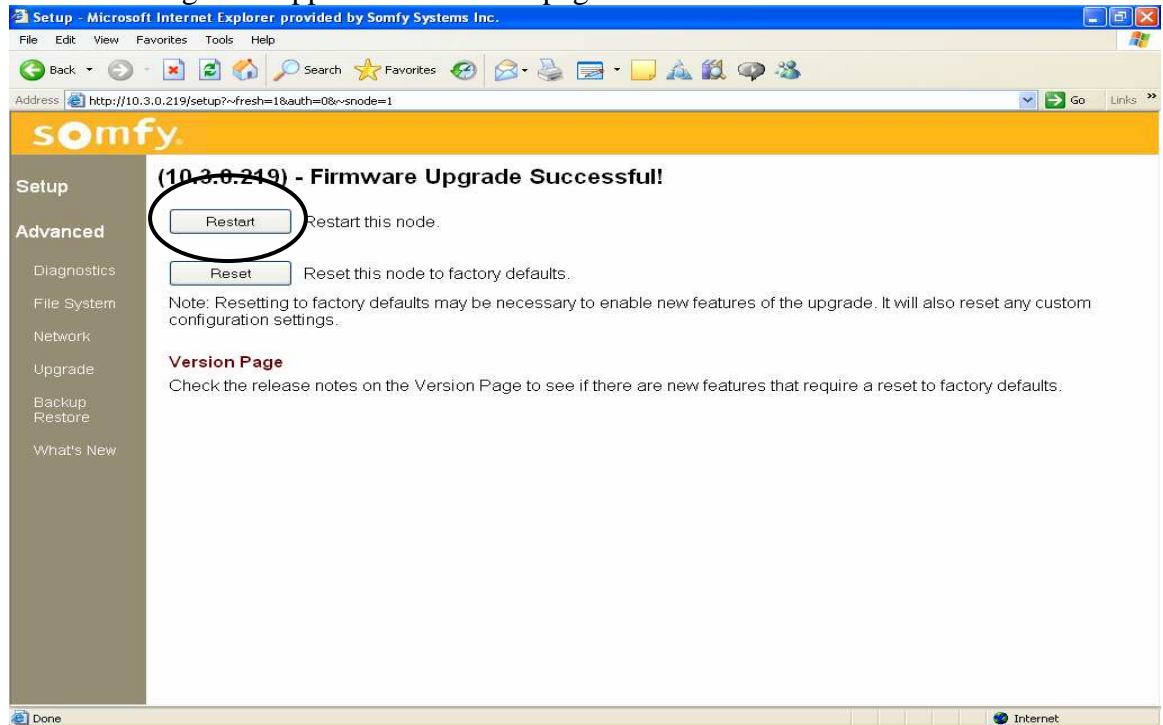 Setup - Microsoft Internet Explorer provided by Somfy Systems Inc.
File Edit View Favorites Tools Help
Back Search Favorites
Address http://10.3.0.219/setup?~fresh=1&auth=0&~snode=1 Go Links »
somfy.
Setup
Advanced
Diagnostics
File System
Network
Upgrade
Backup
Restore
What's New
(10.3.0.219) - Firmware Upgrade Successful!
Restart Restart this node.
Reset Reset this node to factory defaults.
Note: Resetting to factory defaults may be necessary to enable new features of the upgrade. It will also reset any custom
configuration settings.
Version Page
Check the release notes on the Version Page to see if there are new features that require a reset to factory defaults.
Done Internet